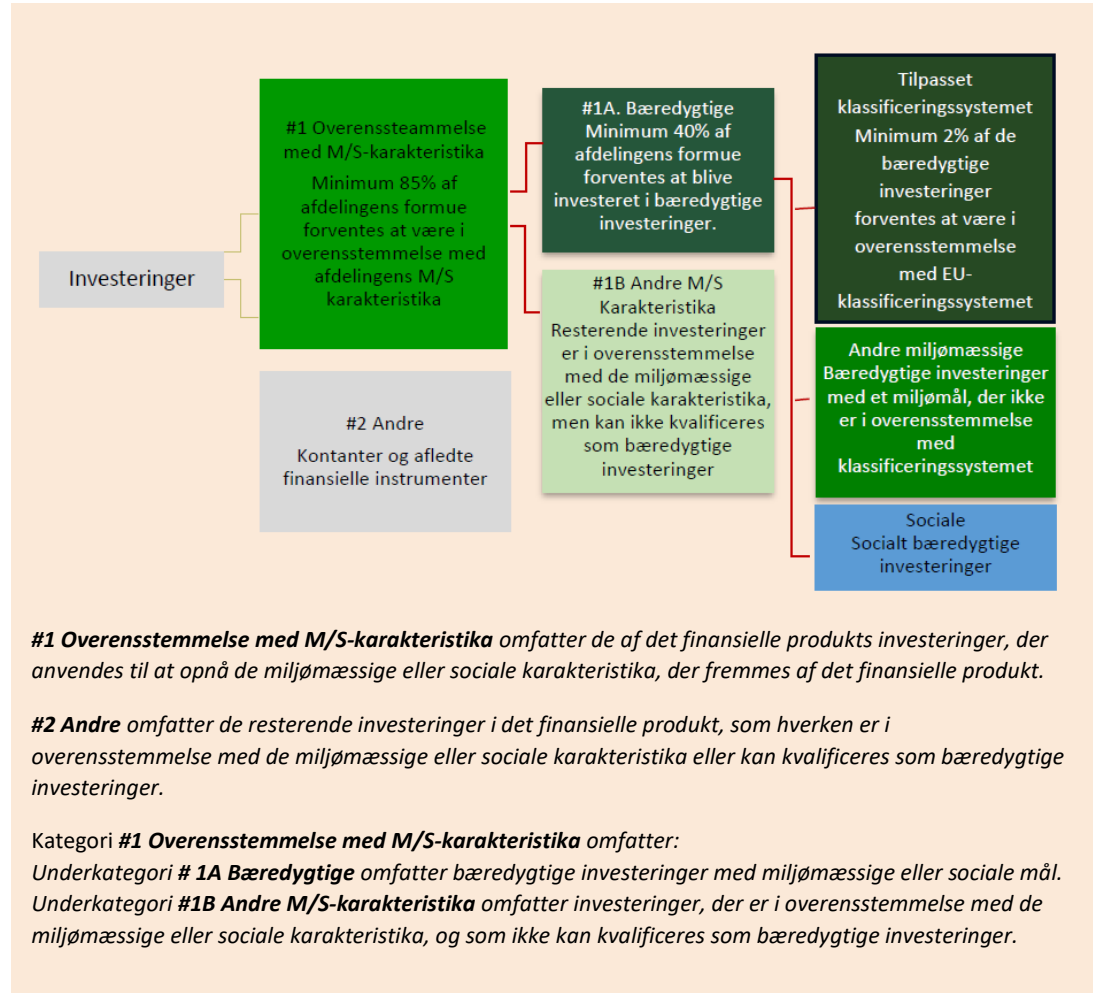 Investeringer
#1 Overenssteammelse
med M/S-karakteristika
Minimum 85% af
afdelingens formue
forventes at være i
overensstemmelse med
afdelingens M/S
karakteristika
#2 Andre
Kontanter og afledte
finansielle instrumenter
#1A. Bæredygtige
Minimum 40% af
afdelingens formue
forventes at blive
investeret i bæredygtige
investeringer.
#1B Andre M/S
Karakteristika
Resterende investeringer
er i overensstemmelse
med de miljømæssige
eller sociale karakteristika,
men kan ikke kvalificeres
som bæredygtige
investeringer
Tilpasset
klassificeringssystemet
Minimum 2% af de
bæredygtige
investeringer
forventes at være i
overensstemmelse
med EU-
klassificeringssystemet
Andre miljømæssige
Bæredygtige investeringer
med et miljømål, der ikke
er i overensstemmelse
med
klassificeringssystemet
Sociale
Socialt bæredygtige
investeringer
#1 Overensstemmelse med M/S-karakteristika omfatter de af det finansielle produkts investeringer, der
anvendes til at opnå de miljømæssige eller sociale karakteristika, der fremmes af det finansielle produkt.
#2 Andre omfatter de resterende investeringer i det finansielle produkt, som hverken er i
overensstemmelse med de miljømæssige eller sociale karakteristika eller kan kvalificeres som bæredygtige
investeringer.
Kategori #1 Overensstemmelse med M/S-karakteristika omfatter:
Underkategori # 1A Bæredygtige omfatter bæredygtige investeringer med miljømæssige eller sociale mål.
Underkategori #1B Andre M/S-karakteristika omfatter investeringer, der er i overensstemmelse med de
miljømæssige eller sociale karakteristika, og som ikke kan kvalificeres som bæredygtige investeringer.